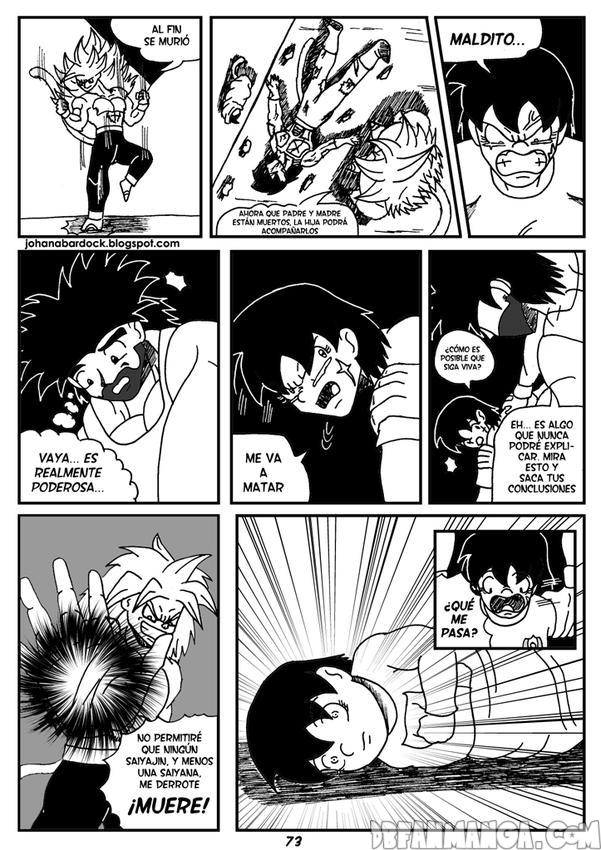 AL FIN
SE MURIÓ
AHORA QUE PADRE Y MADRE
ESTÁN MUERTOS, LA HIJA PODRÁ
ACOMPAÑARLOS
MALDITO...
johanabardock.blogspot.com
VAYA... ES
REALMENTE
PODEROSA...
ME VA
A
MATAR
¿CÓMO ES
POSIBLE QUE
SIGA VIVA?
EH... ES ALGO
QUE NUNCA
PODRÉ EXPLI-
CAR. MIRA
ESTO Y
SACA TUS
CONCLUSIONES
NO PERMITIRÉ
QUE NINGÚN
SAIYAJIN, Y MENOS
UNA SAIYANA,
ME DERROTE
¡MUERE!
¿QUÉ
ME
PASA?
73
DBFANMANGA.COM